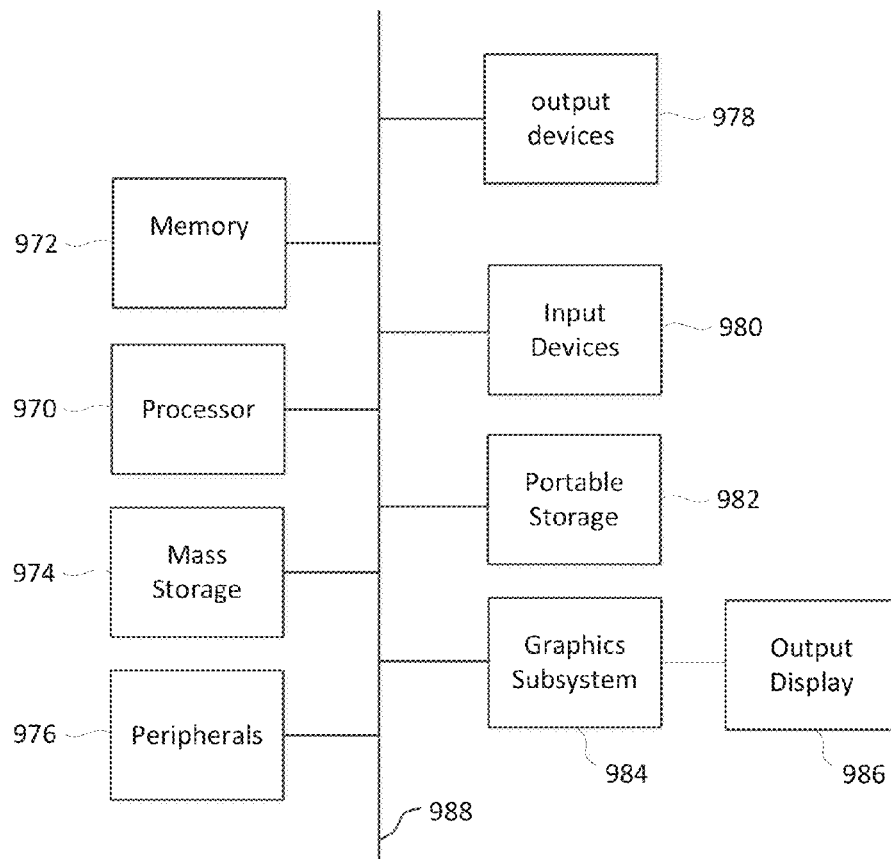 output
devices
978
Memory
972
Input
Devices
980
Processor
970
Portable
Storage
982
Mass
Storage
974
Graphics
Subsystem
984
Output
Display
986
Peripherals
976
988